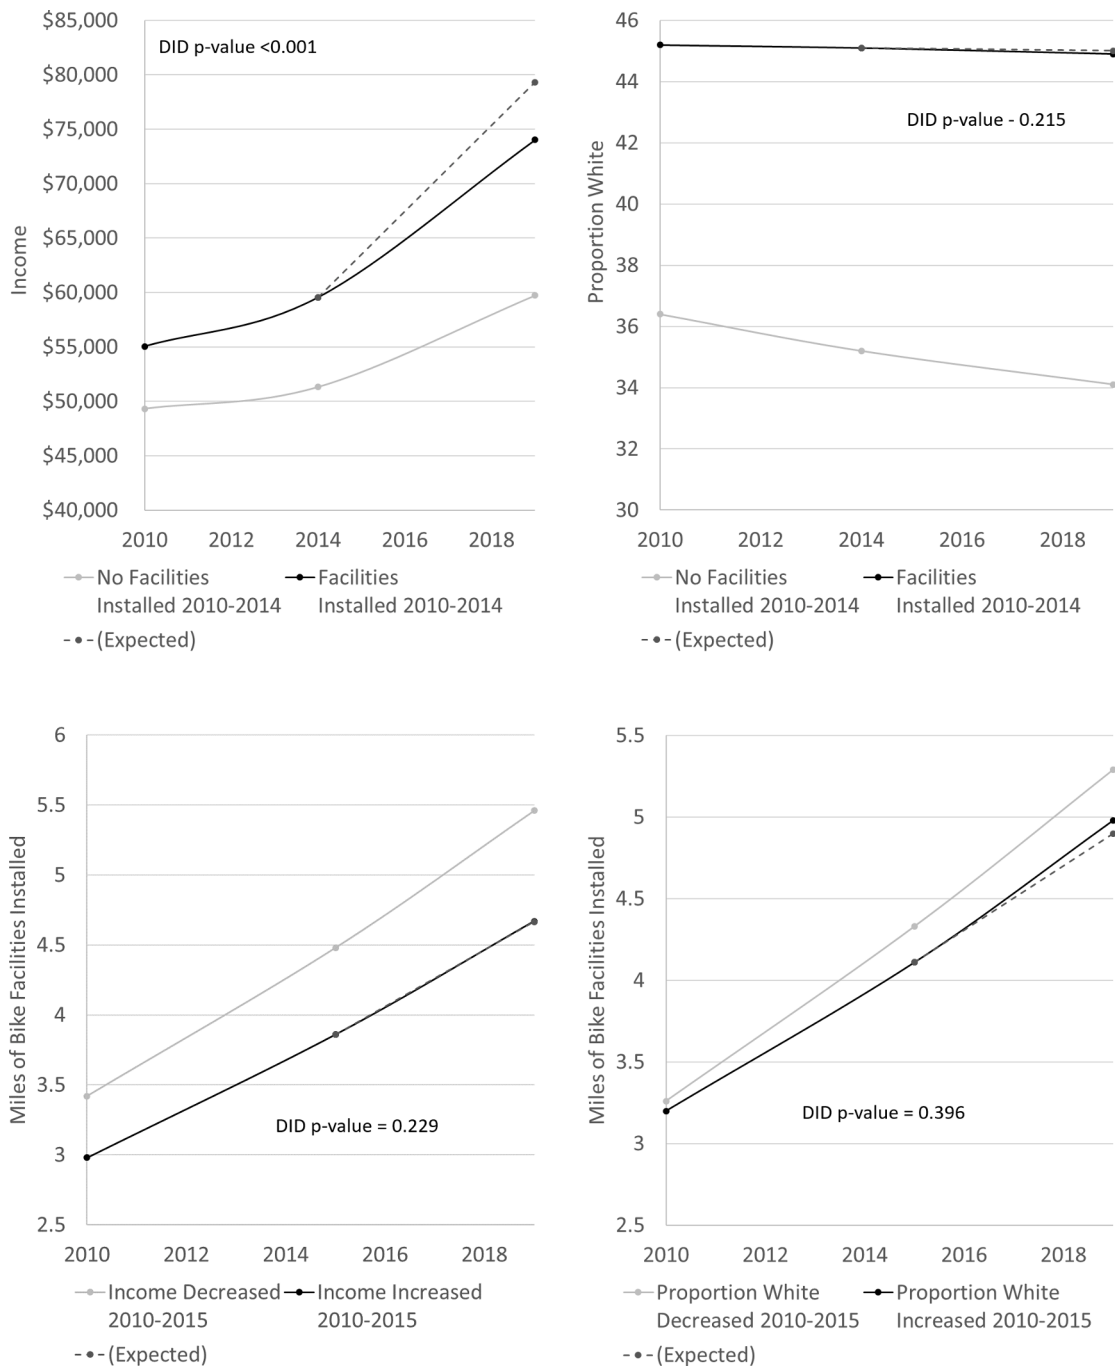 $85,000
DID p-value <0.001
$80,000
$75,000
$70,000
$65,000
$60,000
$55,000
$50,000
$45,000
$40,000
Income
2010 2012 2014 2016 2018
No Facilities Installed 2010-2014
Facilities Installed 2010-2014
(Expected)
46
44
DID p-value - 0.215
42
40
38
36
34
32
30
Proportion White
2010 2012 2014 2016 2018
No Facilities Installed 2010-2014
Facilities Installed 2010-2014
(Expected)
6
5.5
5
4.5
4
3.5
DID p-value = 0.229
3
2.5
Miles of Bike Facilities Installed
2010 2012 2014 2016 2018
Income Decreased 2010-2015
Income Increased 2010-2015
(Expected)
5.5
5
4.5
4
3.5
DID p-value = 0.396
3
2.5
Miles of Bike Facilities Installed
2010 2012 2014 2016 2018
Proportion White Decreased 2010-2015
Proportion White Increased 2010-2015
(Expected)